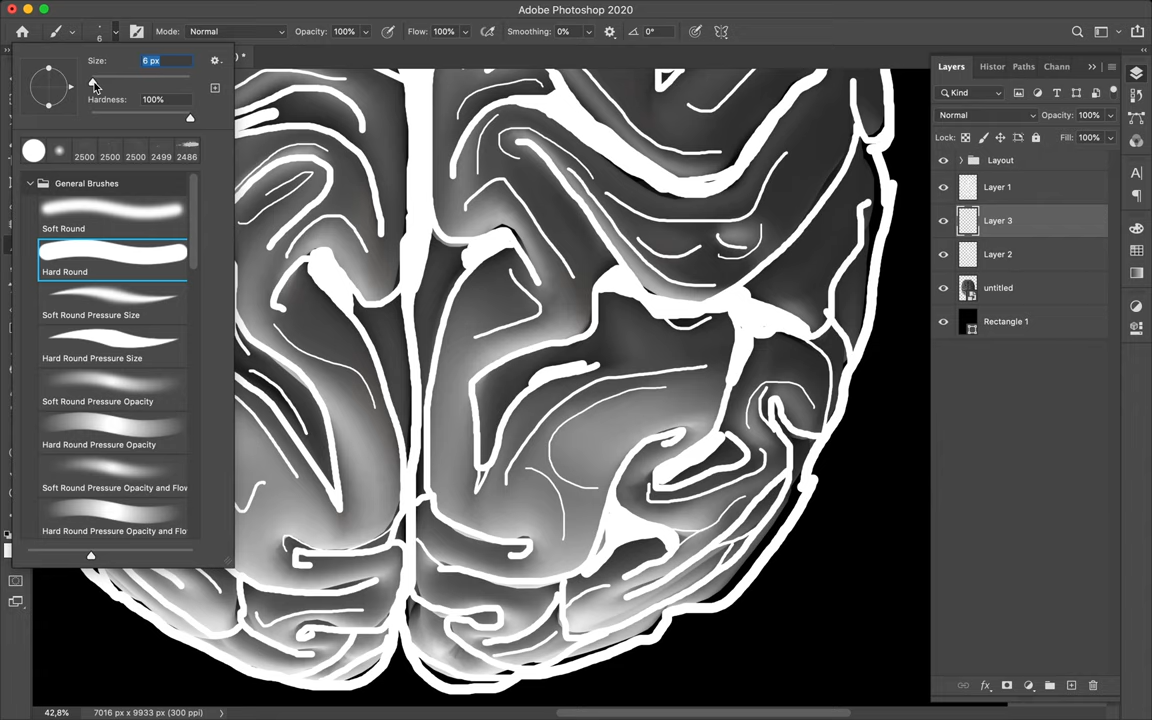 Adobe Photoshop 2020
6
Mode: Normal
Opacity: 100%
Flow: 100%
Smoothing: 0%
0°
Size: 6 px
Hardness: 100%
2500 2500 2500 2499 2486
General Brushes
Soft Round
Hard Round
Soft Round Pressure Size
Hard Round Pressure Size
Soft Round Pressure Opacity
Hard Round Pressure Opacity
Soft Round Pressure Opacity and Flow
Hard Round Pressure Opacity and Flo
Layers Histor Paths Chann
Kind
Normal Opacity: 100%
Lock: Fill: 100%
Layout
Layer 1
Layer 3
Layer 2
untitled
Rectangle 1
42,8% 7016 px x 9933 px (300 ppi)